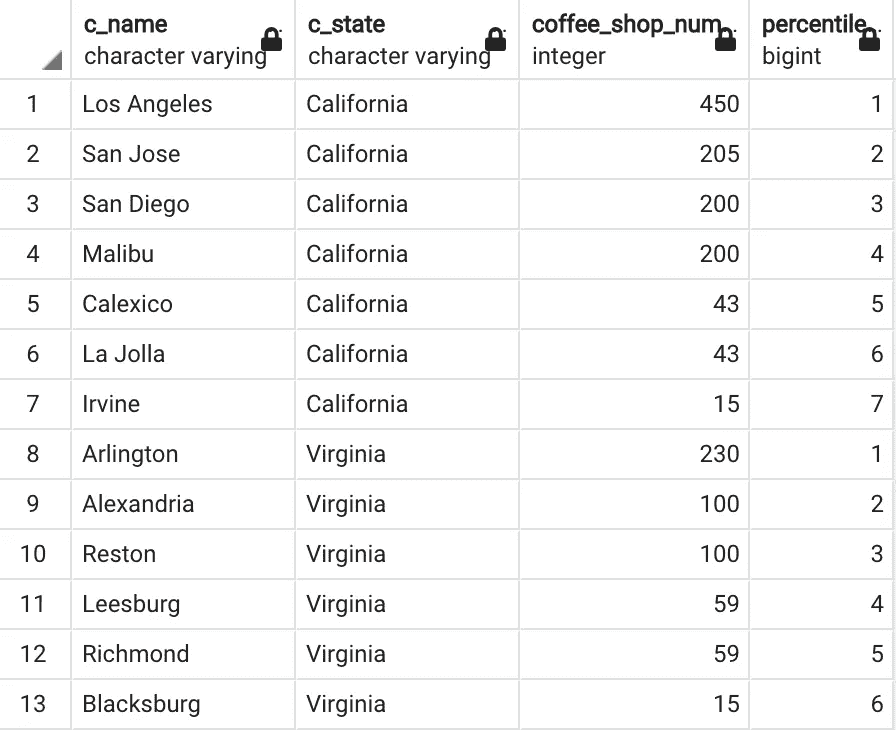 c_name c_state coffee_shop_num percentile
character varying character varying integer bigint
1 Los Angeles California 450 1
2 San Jose California 205 2
3 San Diego California 200 3
4 Malibu California 200 4
5 Calexico California 43 5
6 La Jolla California 43 6
7 Irvine California 15 7
8 Arlington Virginia 230 1
9 Alexandria Virginia 100 2
10 Reston Virginia 100 3
11 Leesburg Virginia 59 4
12 Richmond Virginia 59 5
13 Blacksburg Virginia 15 6